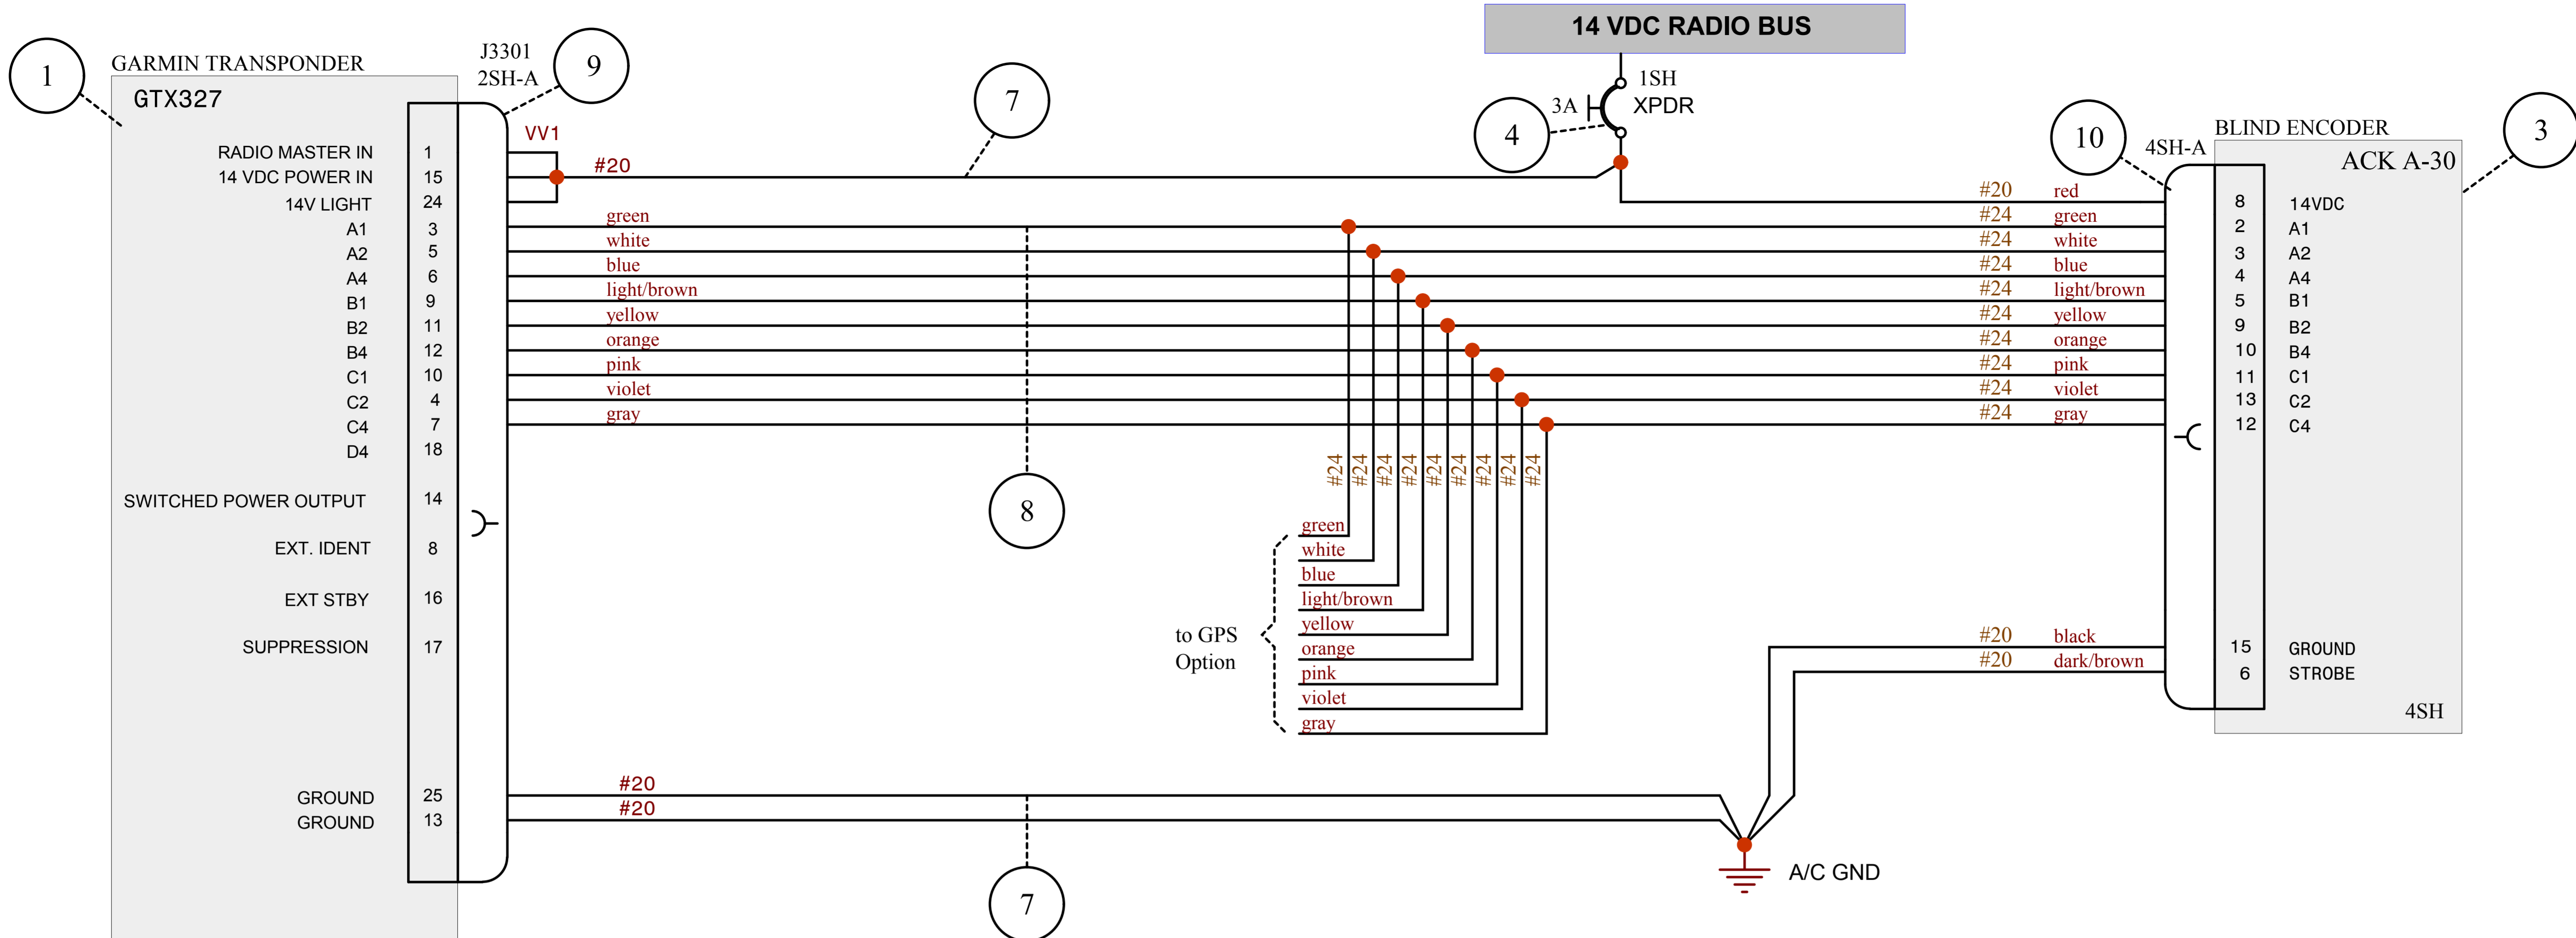 14 VDC RADIO BUS
1SH
3A
XPDR
4
1
GARMIN TRANSPONDER
GTX327
J3301
2SH-A
9
7
VV1
#20
RADIO MASTER IN 1
14 VDC POWER IN 15
14V LIGHT 24
A1 3 green
A2 5 white
A4 6 blue
B1 9 light/brown
B2 11 yellow
B4 12 orange
C1 10 pink
C2 4 violet
C4 7 gray
D4 18
SWITCHED POWER OUTPUT 14
EXT. IDENT 8
EXT STBY 16
SUPPRESSION 17
GROUND 25 #20
GROUND 13 #20
8
7
#24 #24 #24 #24 #24 #24 #24 #24 #24
green
white
blue
light/brown
yellow
orange
pink
violet
gray
to GPS
Option
A/C GND
10
4SH-A
BLIND ENCODER
3
ACK A-30
#20 red 8 14VDC
#24 green 2 A1
#24 white 3 A2
#24 blue 4 A4
#24 light/brown 5 B1
#24 yellow 9 B2
#24 orange 10 B4
#24 pink 11 C1
#24 violet 13 C2
#24 gray 12 C4
#20 black 15 GROUND
#20 dark/brown 6 STROBE
4SH